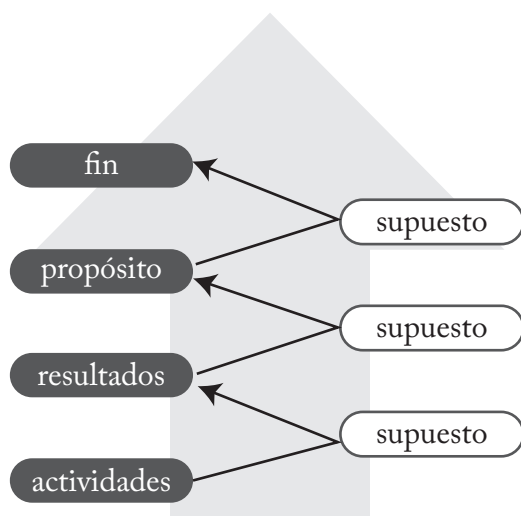 fin
supuesto
propósito
supuesto
resultados
supuesto
actividades